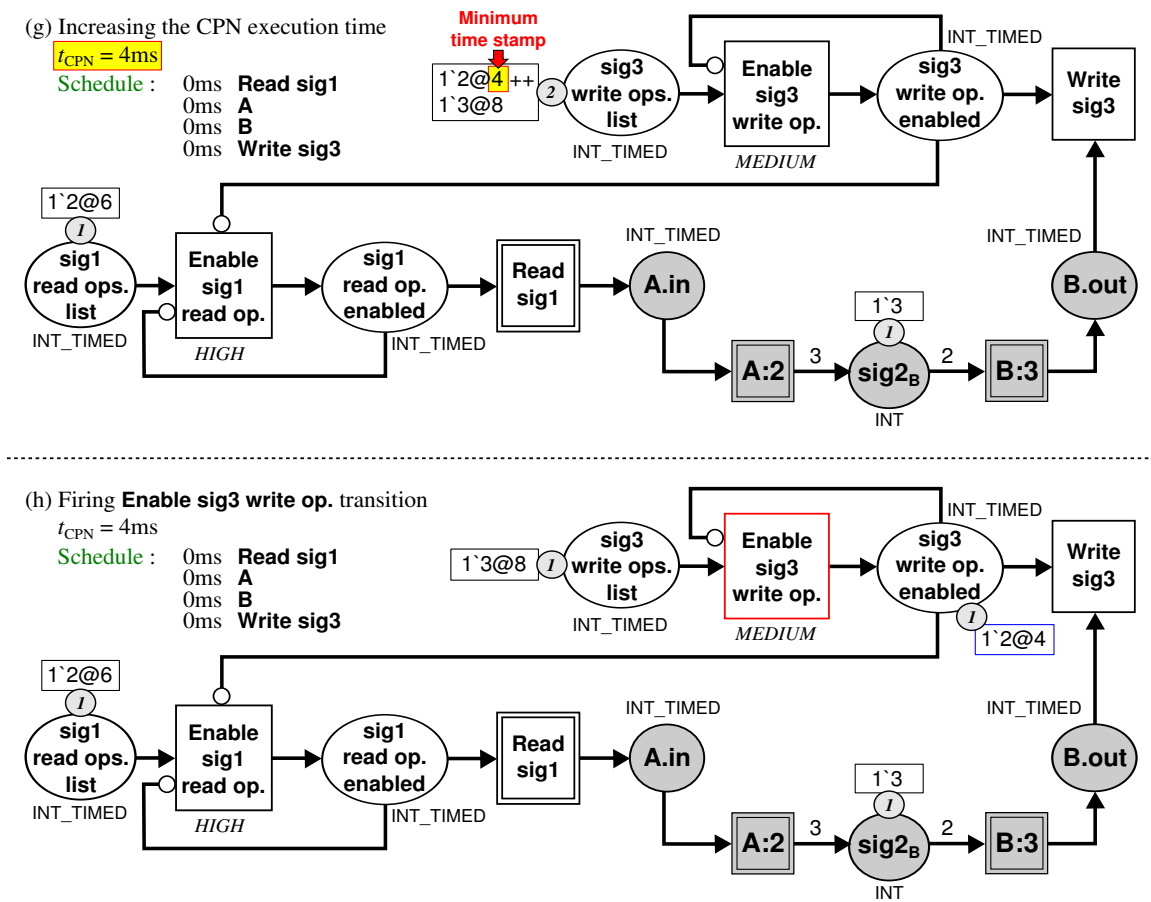 (g) Increasing the CPN execution time
t_CPN = 4ms
Schedule : 0ms Read sig1
0ms A
0ms B
0ms Write sig3
Minimum
time stamp
1`2@4 ++
1`3@8
2
sig3
write ops.
list
INT_TIMED
Enable
sig3
write op.
MEDIUM
INT_TIMED
sig3
write op.
enabled
Write
sig3
1`2@6
1
sig1
read ops.
list
INT_TIMED
Enable
sig1
read op.
HIGH
sig1
read op.
enabled
INT_TIMED
Read
sig1
INT_TIMED
A.in
A:2
3
1`3
1
sig2B
INT
2
B:3
INT_TIMED
B.out
(h) Firing Enable sig3 write op. transition
t_CPN = 4ms
Schedule : 0ms Read sig1
0ms A
0ms B
0ms Write sig3
1`3@8
1
sig3
write ops.
list
INT_TIMED
Enable
sig3
write op.
MEDIUM
INT_TIMED
sig3
write op.
enabled
1
1`2@4
Write
sig3
1`2@6
1
sig1
read ops.
list
INT_TIMED
Enable
sig1
read op.
HIGH
sig1
read op.
enabled
INT_TIMED
Read
sig1
INT_TIMED
A.in
A:2
3
1`3
1
sig2B
INT
2
B:3
INT_TIMED
B.out